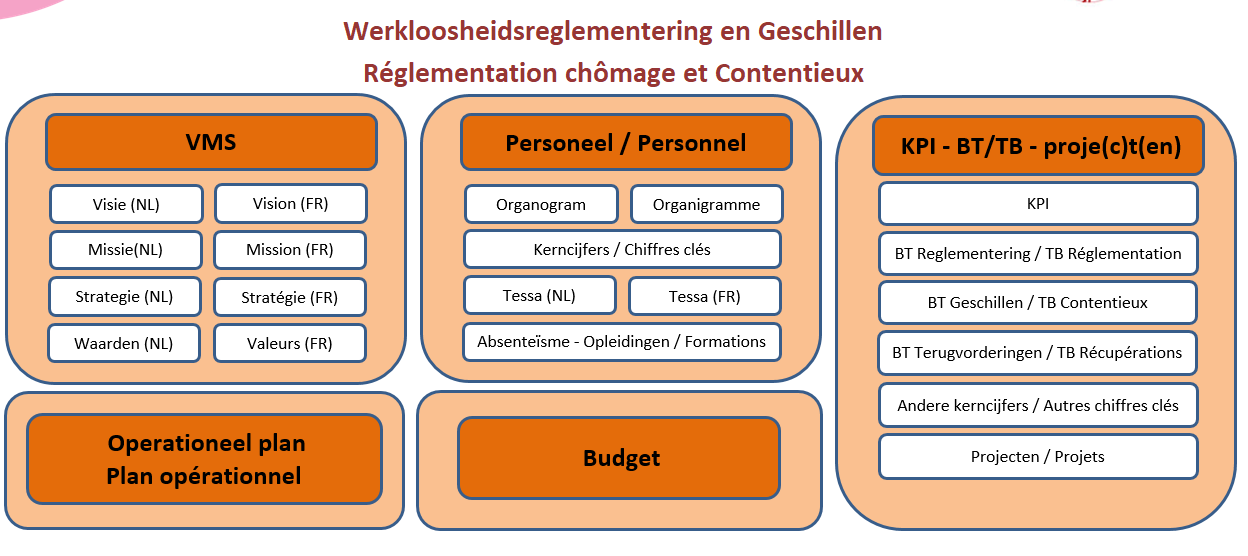 Werkloosheidsreglementering en Geschillen
Réglementation chômage et Contentieux
VMS
Visie (NL)
Vision (FR)
Missie(NL)
Mission (FR)
Strategie (NL)
Stratégie (FR)
Waarden (NL)
Valeurs (FR)
Operationeel plan
Plan opérationnel
Personeel / Personnel
Organogram
Organigramme
Kerncijfers / Chiffres clés
Tessa (NL)
Tessa (FR)
Absenteïsme - Opleidingen / Formations
Budget
KPI - BT/TB - proje(c)t(en)
KPI
BT Reglementering / TB Réglementation
BT Geschillen / TB Contentieux
BT Terugvorderingen / TB Récupérations
Andere kerncijfers / Autres chiffres clés
Projecten / Projets